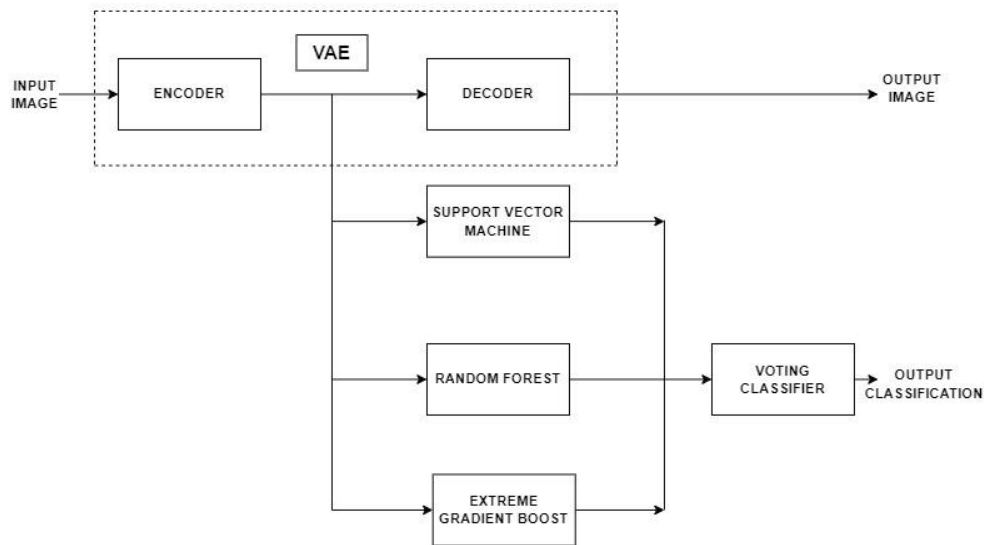 VAE
INPUT
IMAGE
ENCODER
DECODER
OUTPUT
IMAGE
SUPPORT VECTOR
MACHINE
RANDOM FOREST
VOTING
CLASSIFIER
OUTPUT
CLASSIFICATION
EXTREME
GRADIENT BOOST